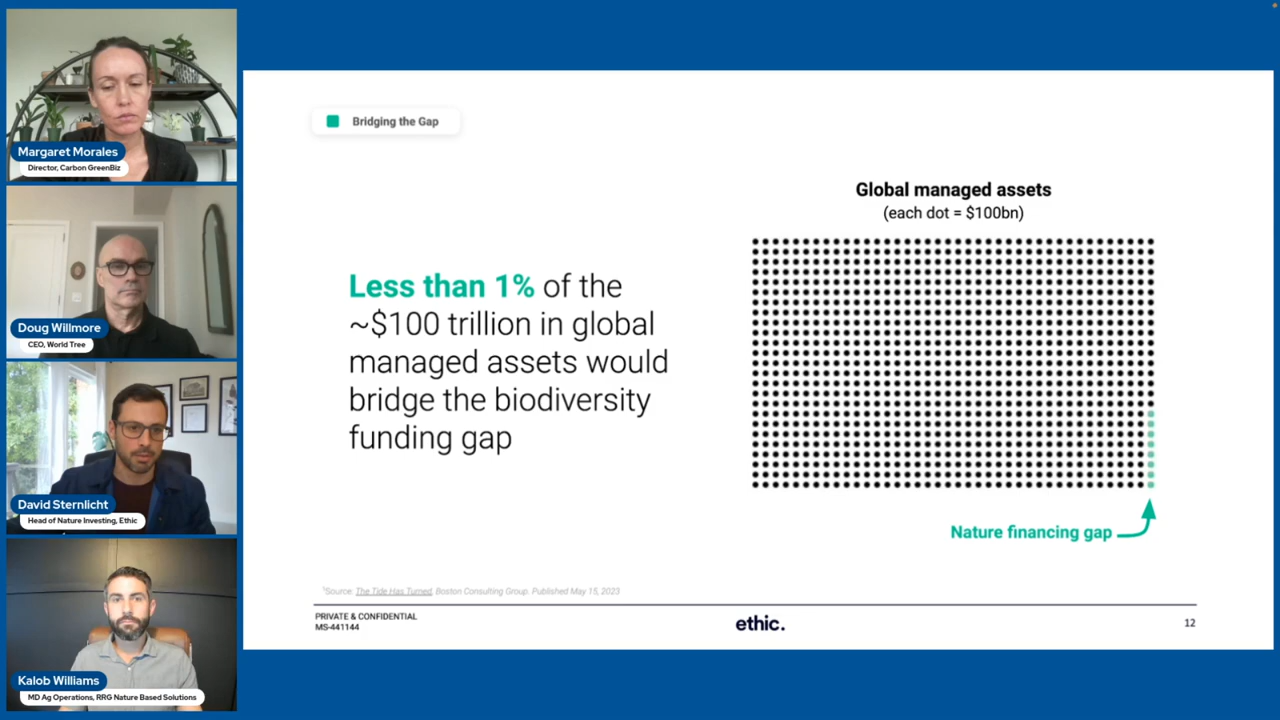 Margaret Morales
Director, Carbon GreenBiz
Doug Willmore
CEO, World Tree
David Sternlicht
Head of Nature Investing, Ethic
Kalob Williams
MD Ag Operations, RRG Nature Based Solutions
Bridging the Gap
Less than 1% of the
~$100 trillion in global
managed assets would
bridge the biodiversity
funding gap
Global managed assets
(each dot = $100bn)
Nature financing gap
¹Source: The Tide Has Turned, Boston Consulting Group. Published May 15, 2023
PRIVATE & CONFIDENTIAL
MS-441144
ethic.
12